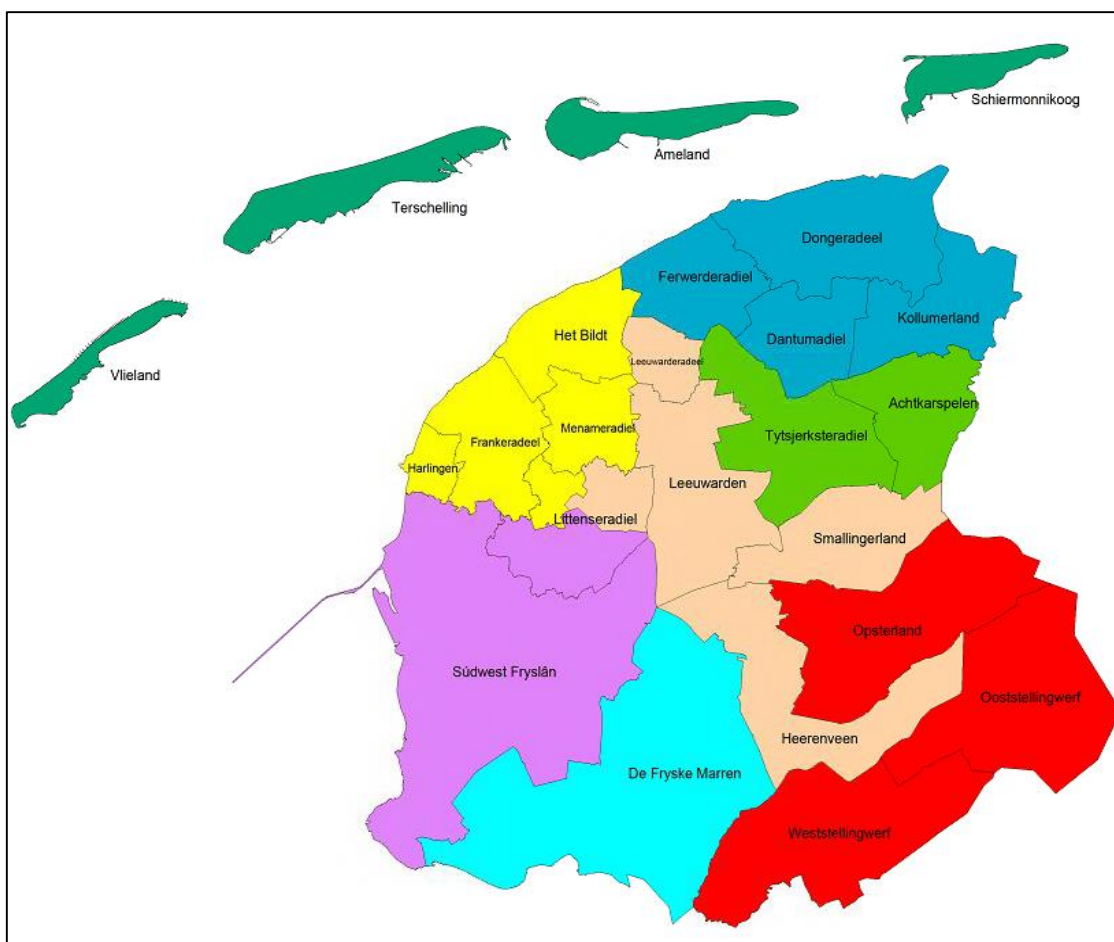 Schiermonnikoog
Ameland
Terschelling
Dongeradeel
Ferwerderadiel
Kollumerland
Het Bildt
Dantumadiel
Leeuwarderadeel
Vlieland
Achtkarspelen
Menameradiel
Tytsjerksteradiel
Frankeradeel
Harlingen
Leeuwarden
Littenseradiel
Smallingerland
Opsterland
Súdwest Fryslân
Ooststellingwerf
Heerenveen
De Fryske Marren
Weststellingwerf